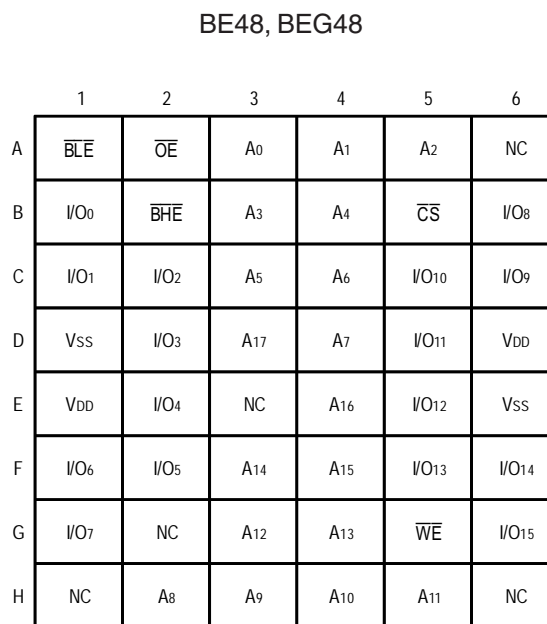 BE48, BEG48
1 2 3 4 5 6
A BLE OE A0 A1 A2 NC
B I/O0 BHE A3 A4 CS I/O8
C I/O1 I/O2 A5 A6 I/O10 I/O9
D VSS I/O3 A17 A7 I/O11 VDD
E VDD I/O4 NC A16 I/O12 VSS
F I/O6 I/O5 A14 A15 I/O13 I/O14
G I/O7 NC A12 A13 WE I/O15
H NC A8 A9 A10 A11 NC